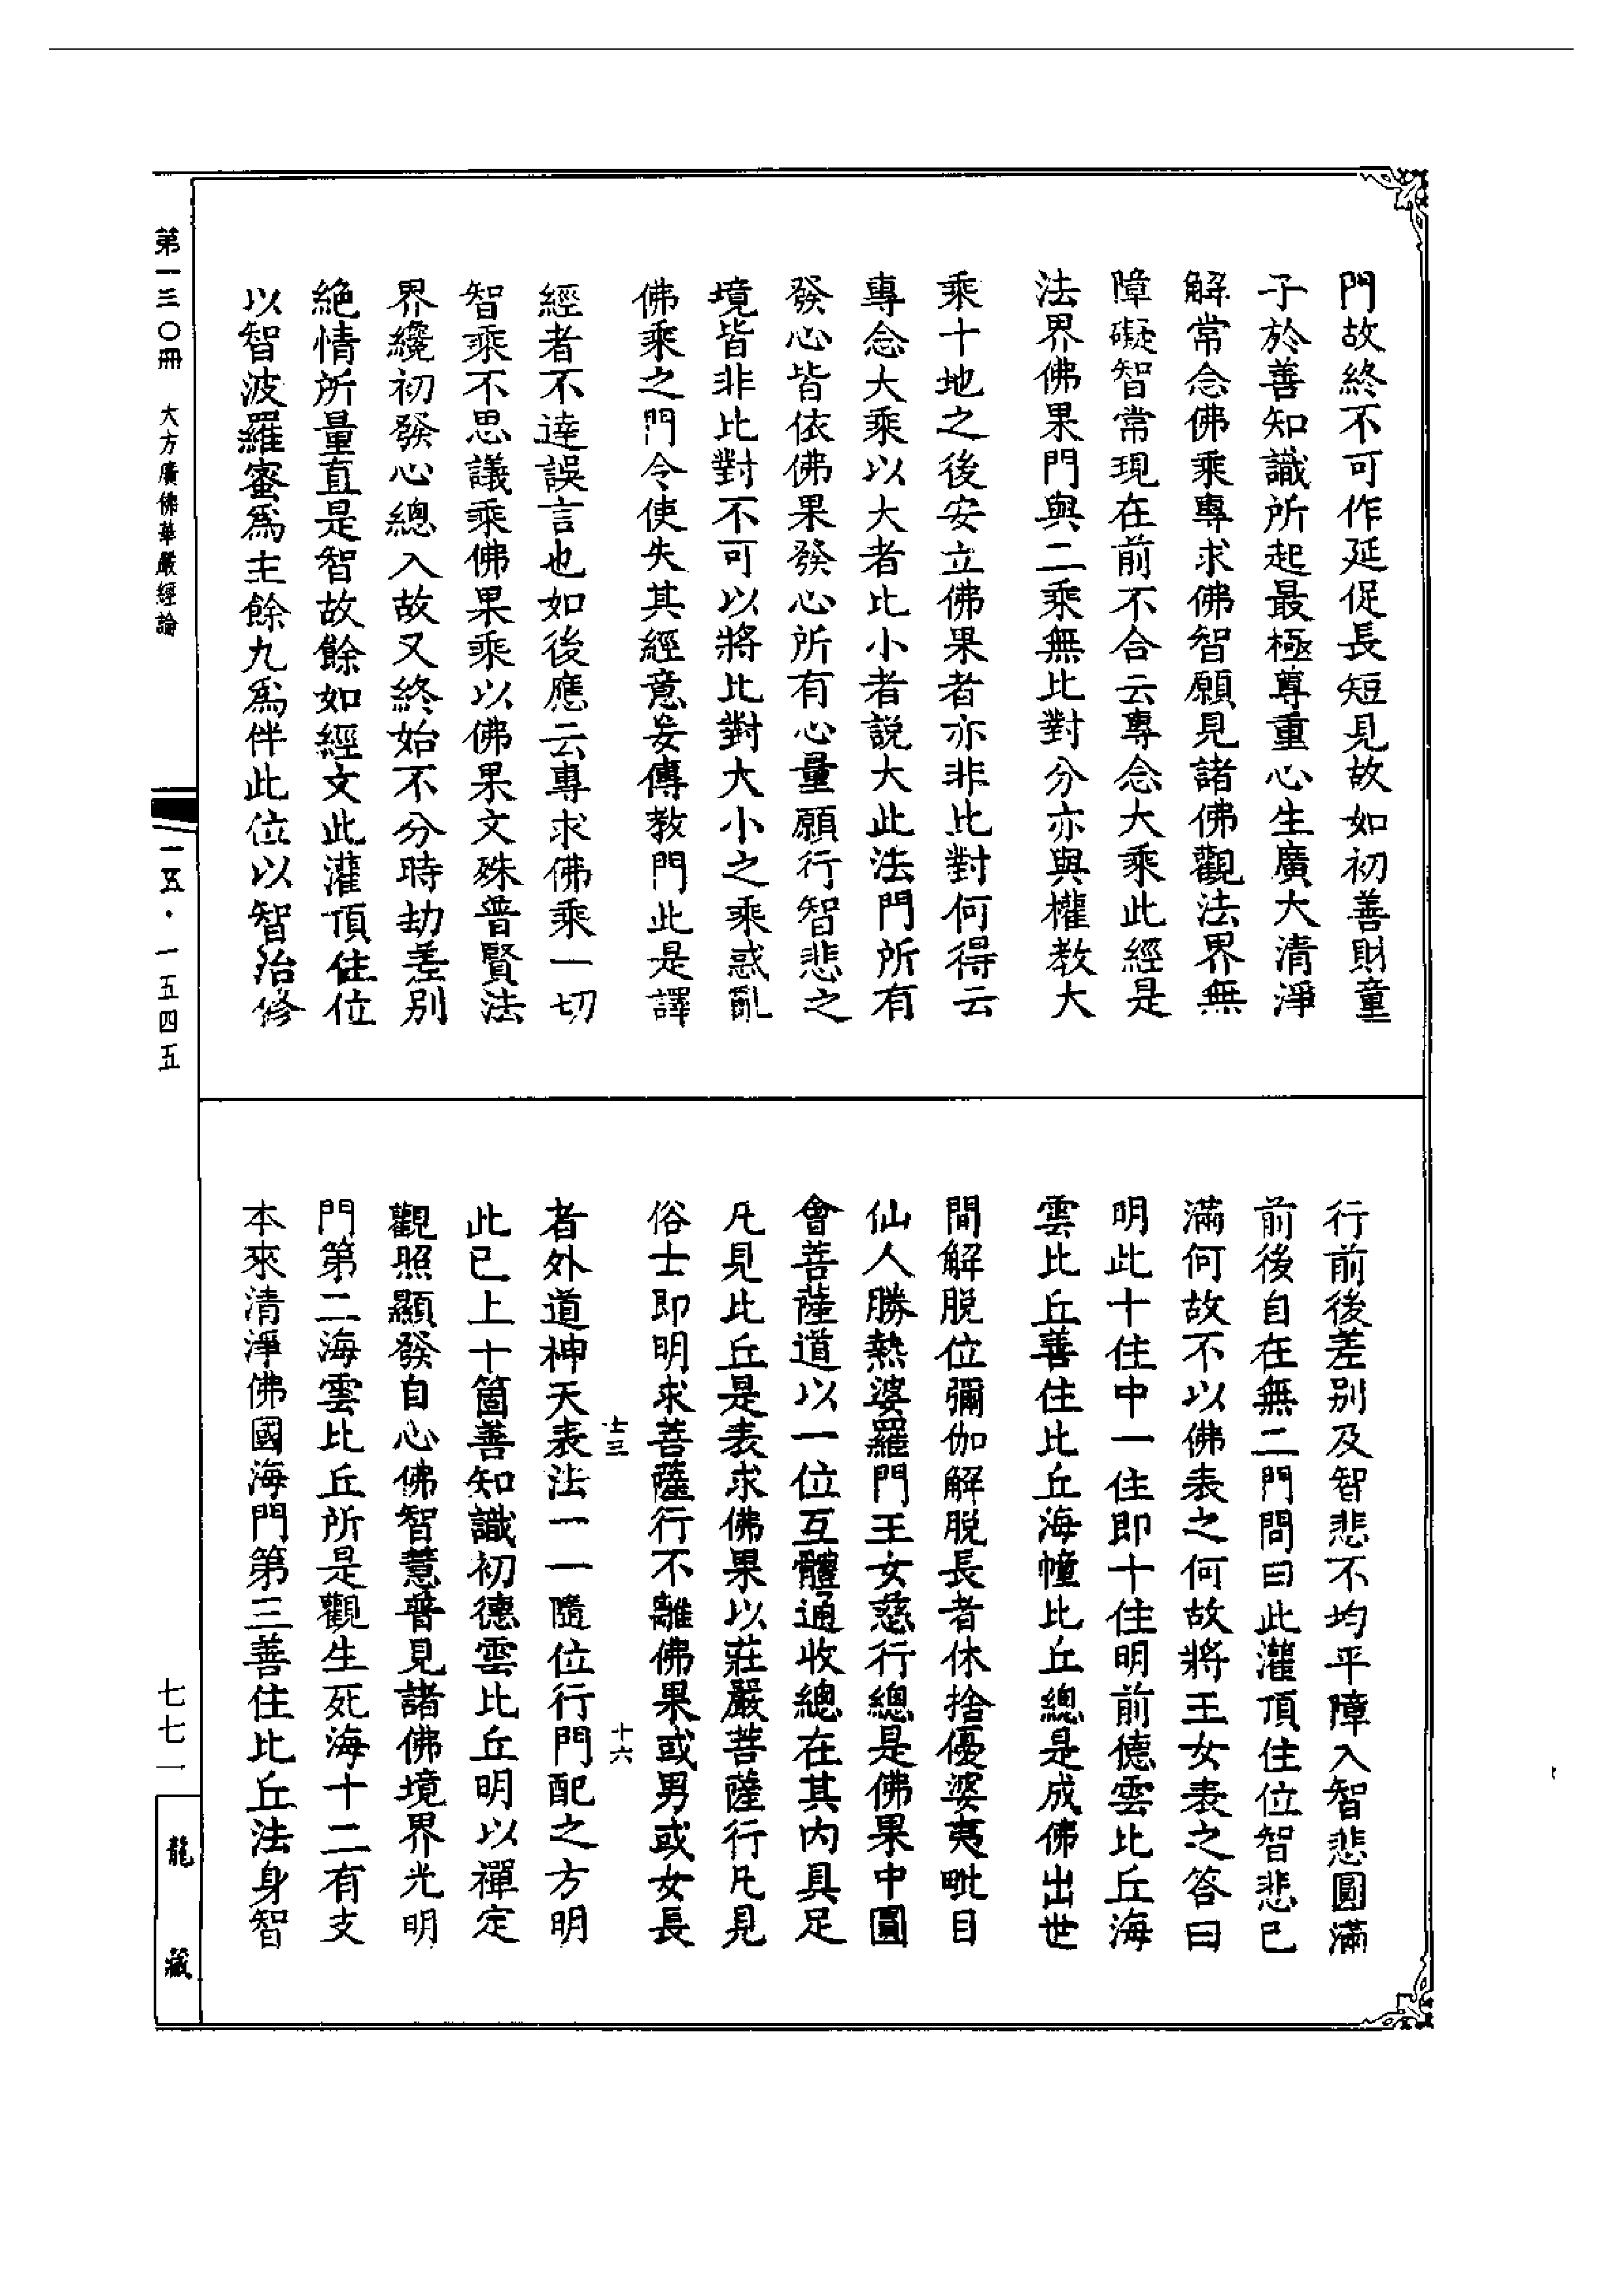 門故終不可作延促長短見故如初善財童
子於善知識所起最極尊重心生廣大清淨
解常念佛乘專求佛智願見諸佛觀法界無
障礙智常現在前不合云專念大乘此經是
法界佛果門與二乘無比對分亦與權教大
乘十地之後安立佛果者亦非比對何得云
專念大乘以大者比小者説大此法門所有
發心皆依佛果發心所有心量願行智悲之
境皆非比對不可以將比對大小之乘惑亂
佛乘之門令使失其經意妄傳教門此是譯
經者不達誤言也如後應云專求佛乘一切
智乘不思議乘佛果乘以佛果文殊普賢法
界纔初發心總入故又終始不分時劫差別
絶情所量直是智故餘如經文此灌頂住位
以智波羅蜜爲主餘九爲伴此位以智治修
行前後差別及智悲不均平障入智悲圓滿
前後自在無二門問曰此灌頂住位智悲已
滿何故不以佛表之何故將王女表之答曰
明此十住中一住即十住明前德雲比丘海
雲比丘善住比丘海幢比丘總是成佛出世
間解脱位彌伽解脱長者休捨優婆夷毗目
仙人勝熱婆羅門王女慈行總是佛果中圓
會菩薩道以一位互體通收總在其内具足
凡見比丘是表求佛果以莊嚴菩薩行凡見
俗士即明求菩薩行不離佛果或男或女長
者外道神天表法一一隨位行門配之方明
此已上十箇善知識初德雲比丘明以禪定
觀照顯發自心佛智慧普見諸佛境界光明
門第二海雲比丘所是觀生死海十二有支
本來清淨佛國海門第三善住比丘法身智
十六
第一三〇冊 大方廣佛華嚴經論
一五·一五四五
七七一
龍藏